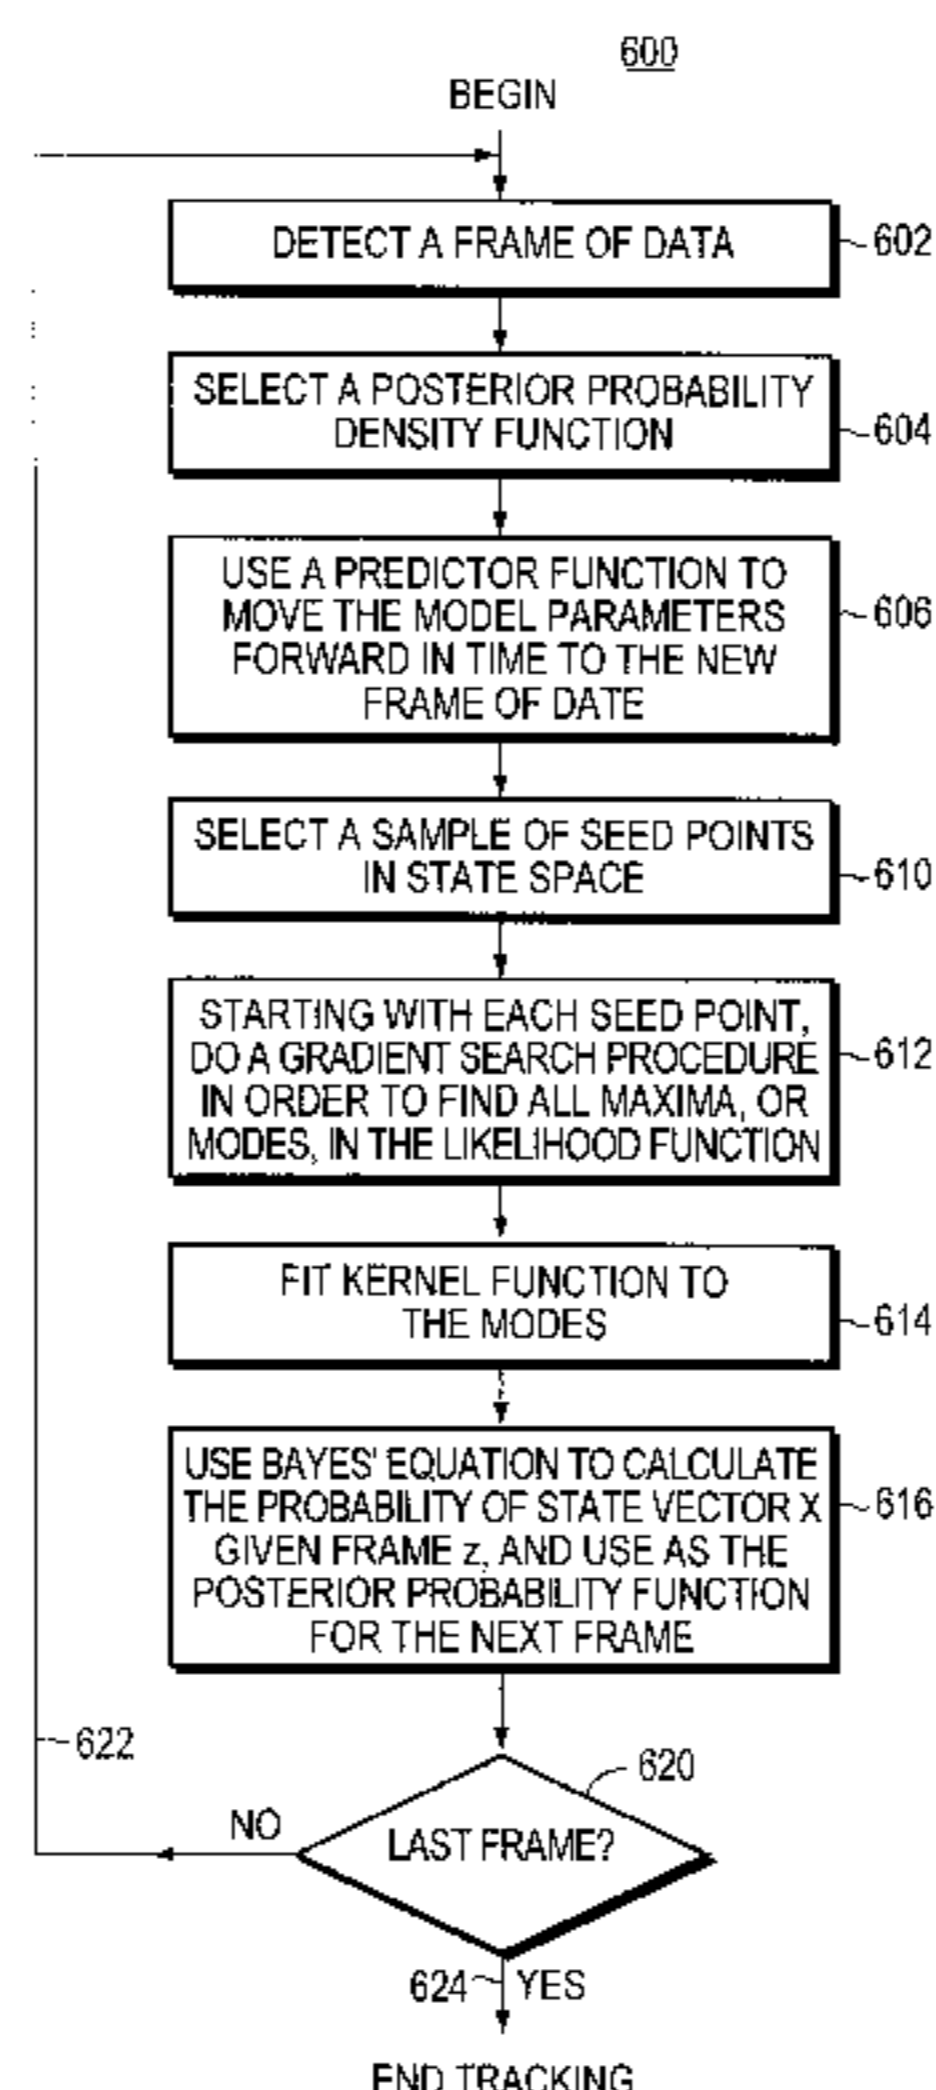 600
BEGIN
DETECT A FRAME OF DATA
602
SELECT A POSTERIOR PROBABILITY
DENSITY FUNCTION
604
USE A PREDICTOR FUNCTION TO
MOVE THE MODEL PARAMETERS
FORWARD IN TIME TO THE NEW
FRAME OF DATE
606
SELECT A SAMPLE OF SEED POINTS
IN STATE SPACE
610
STARTING WITH EACH SEED POINT,
DO A GRADIENT SEARCH PROCEDURE
IN ORDER TO FIND ALL MAXIMA, OR
MODES, IN THE LIKELIHOOD FUNCTION
612
FIT KERNEL FUNCTION TO
THE MODES
614
USE BAYES' EQUATION TO CALCULATE
THE PROBABILITY OF STATE VECTOR X
GIVEN FRAME z, AND USE AS THE
POSTERIOR PROBABILITY FUNCTION
FOR THE NEXT FRAME
616
622
620
NO
LAST FRAME?
624
YES
END TRACKING